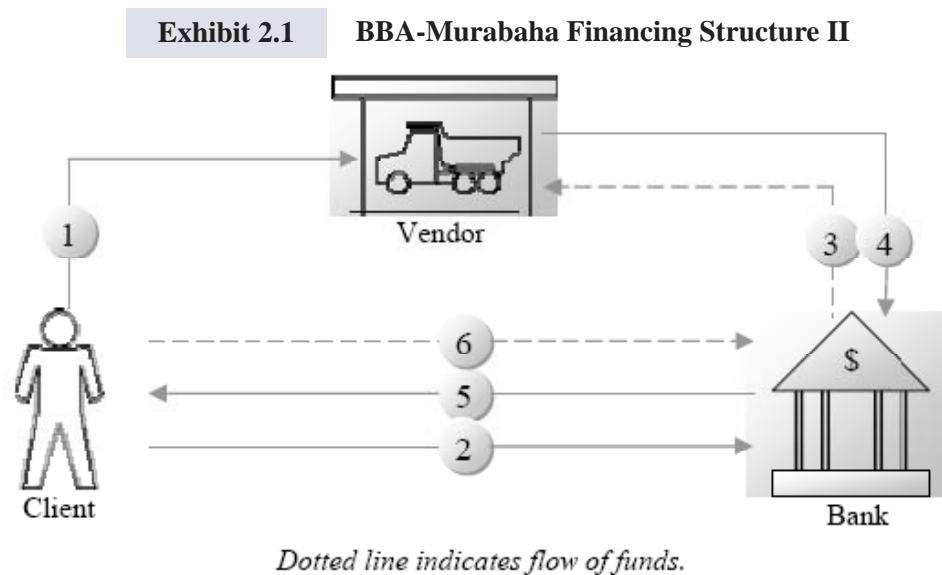 Exhibit 2.1 BBA-Murabaha Financing Structure II
Vendor
1
3 4
6
$
5
2
Client
Bank
Dotted line indicates flow of funds.